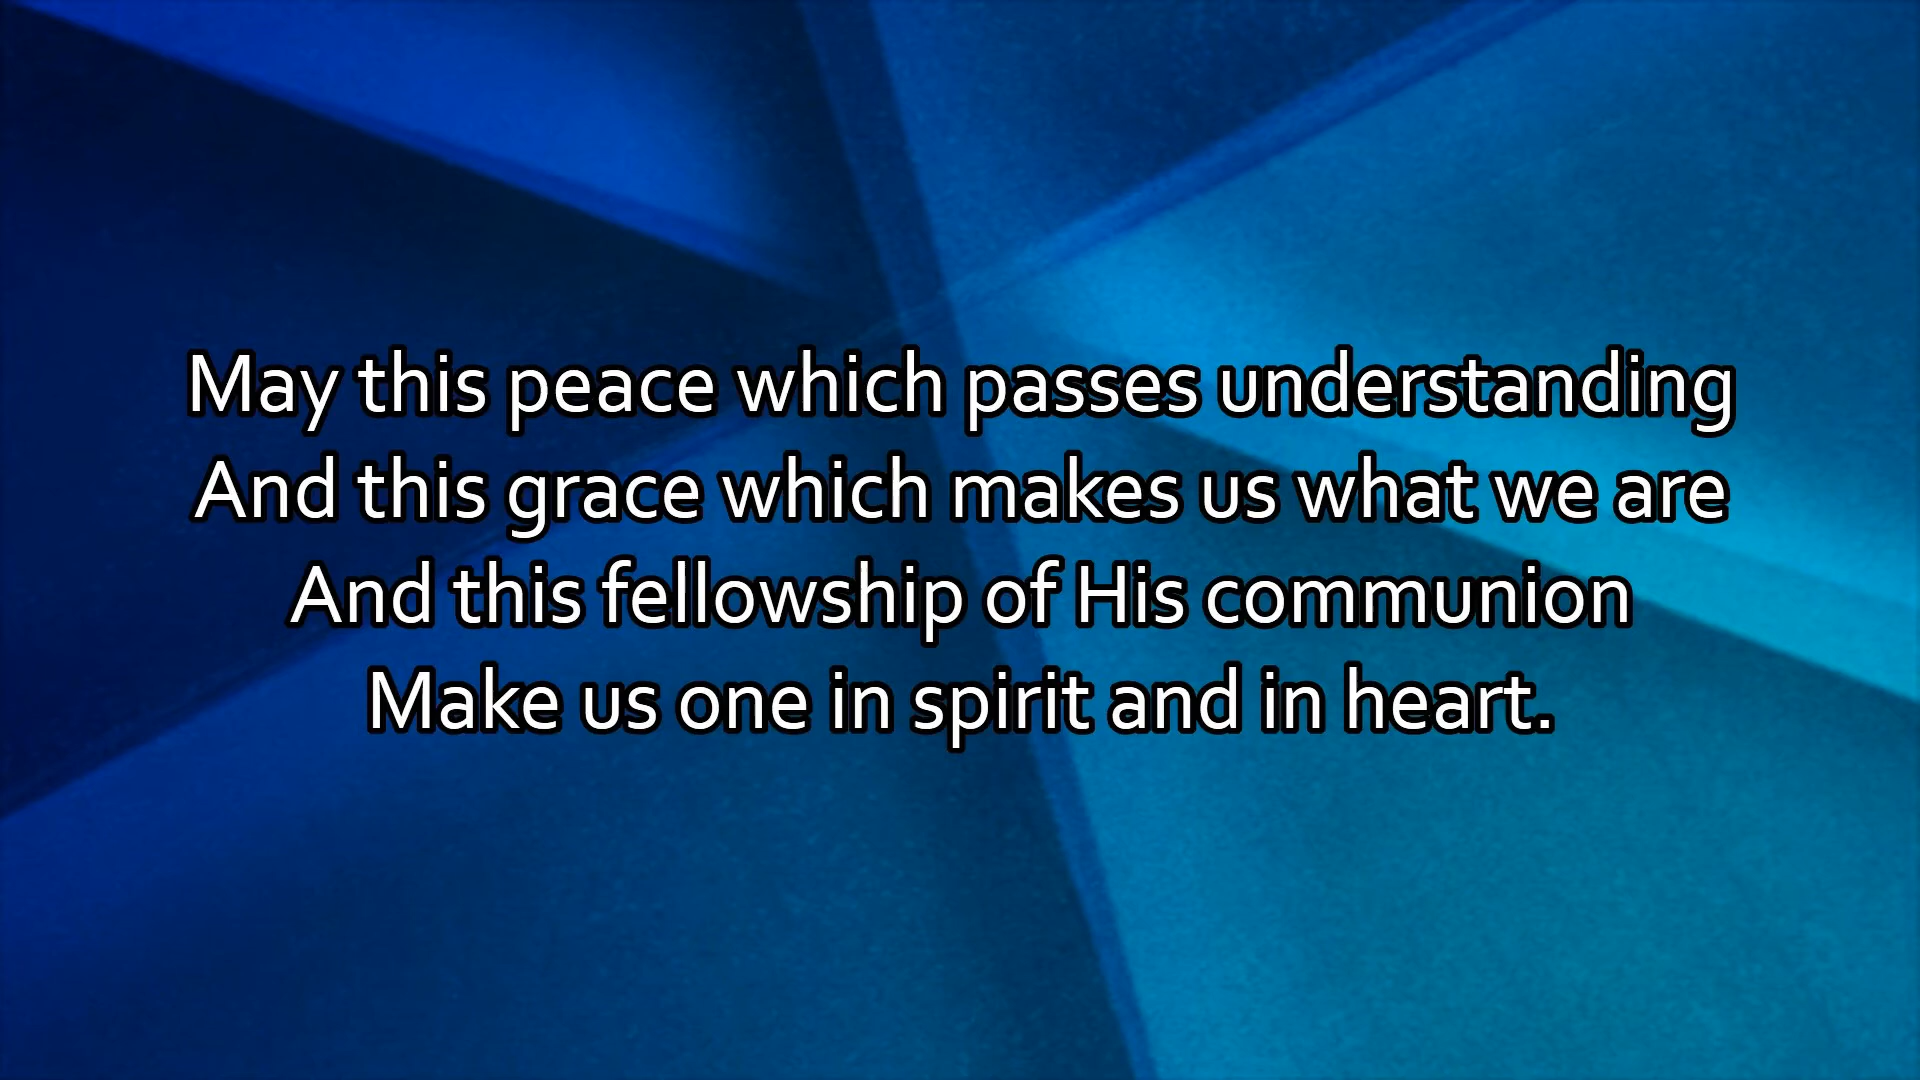 May this peace which passes understanding
And this grace which makes us what we are
And this fellowship of His communion
Make us one in spirit and in heart.